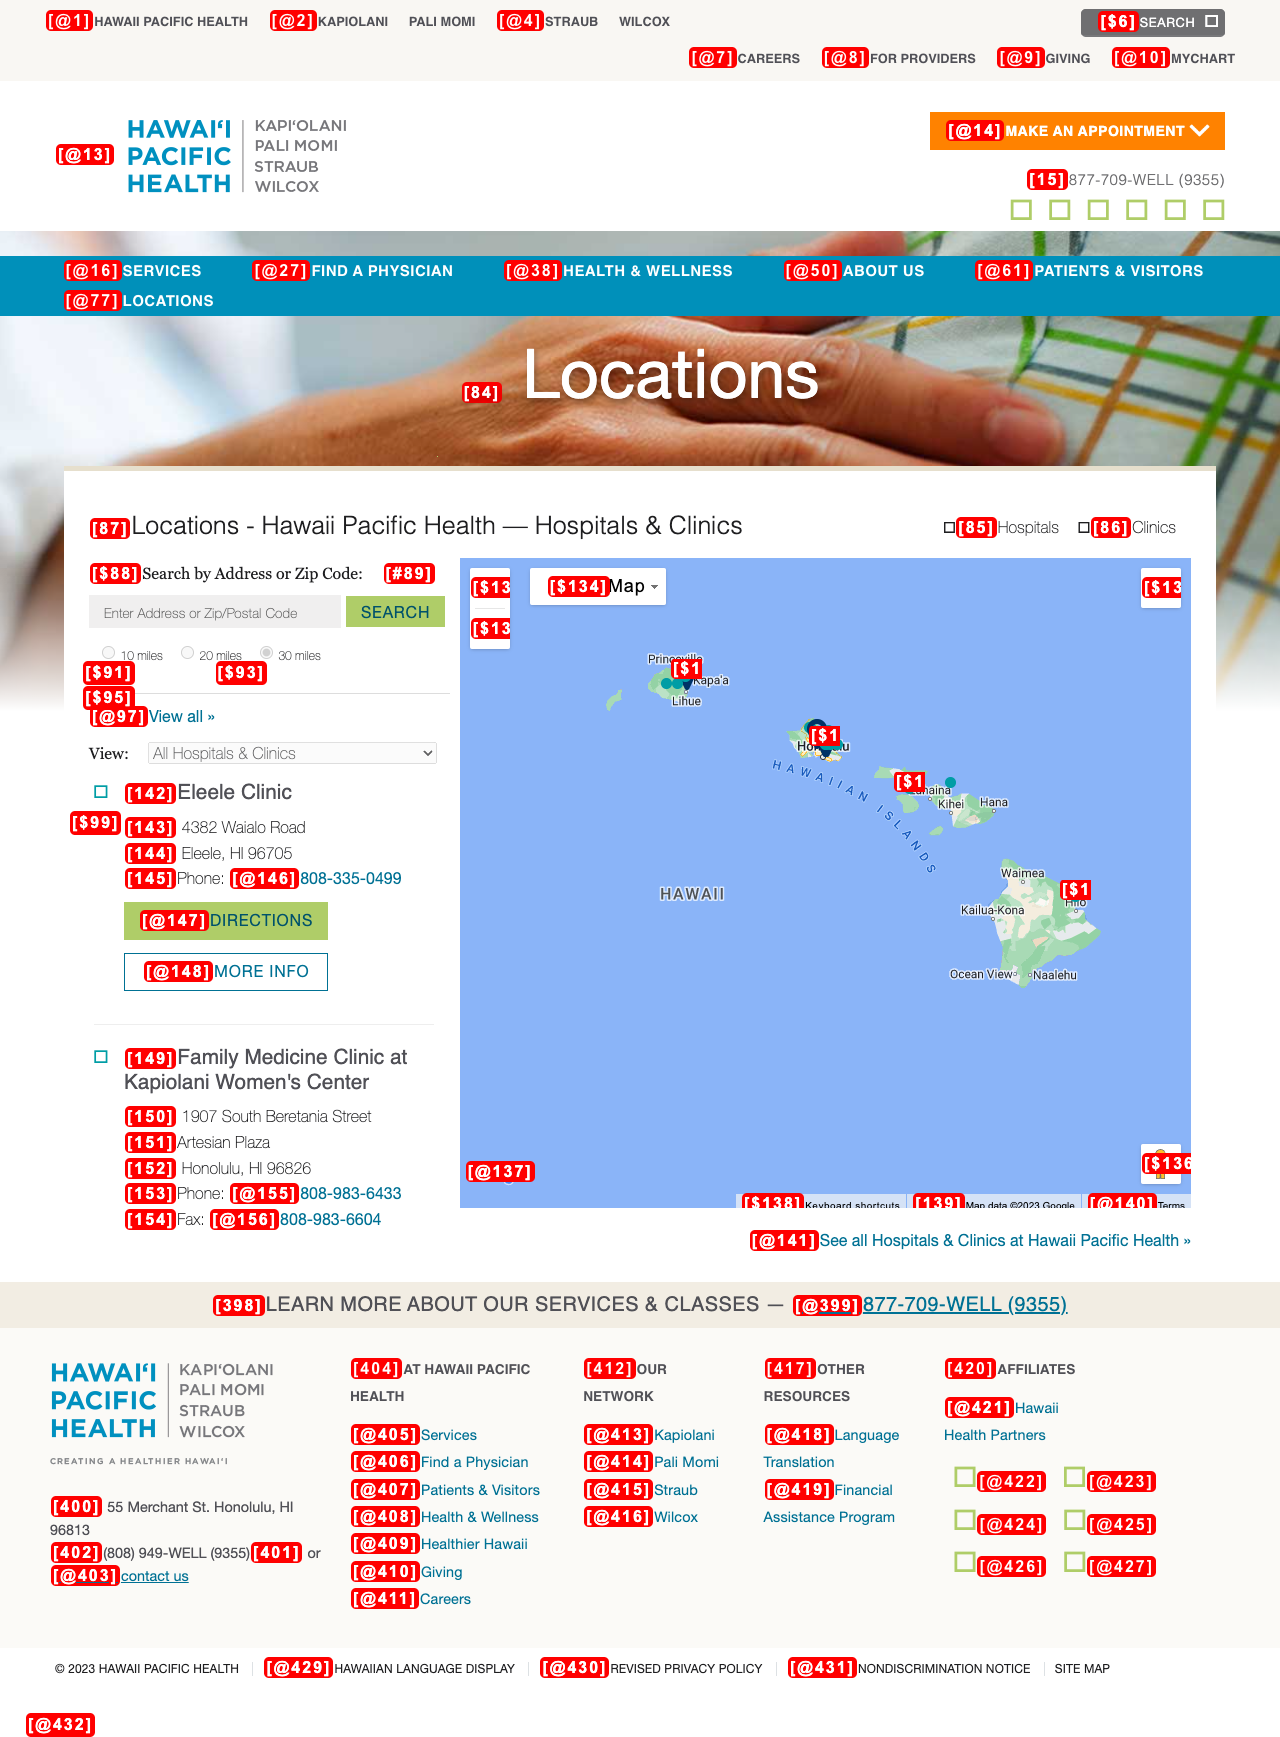 [@1] HAWAII PACIFIC HEALTH [@2] KAPIOLANI PALI MOMI [@4] STRAUB WILCOX
[$6] SEARCH
[@7] CAREERS [@8] FOR PROVIDERS [@9] GIVING [@10] MYCHART
[@13]
HAWAIʻI PACIFIC HEALTH
KAPIʻOLANI
PALI MOMI
STRAUB
WILCOX
[@14] MAKE AN APPOINTMENT
[15] 877-709-WELL (9355)
[@16] SERVICES [@27] FIND A PHYSICIAN [@38] HEALTH & WELLNESS [@50] ABOUT US [@61] PATIENTS & VISITORS
[@77] LOCATIONS
[84] Locations
[87] Locations - Hawaii Pacific Health — Hospitals & Clinics
[85] Hospitals [86] Clinics
[$88] Search by Address or Zip Code: [#89]
Enter Address or Zip/Postal Code SEARCH
10 miles 20 miles 30 miles
[$91] [$93]
[$95]
[@97] View all »
View: All Hospitals & Clinics
[142] Eleele Clinic
[$99]
[143] 4382 Waialo Road
[144] Eleele, HI 96705
[145] Phone: [@146] 808-335-0499
[@147] DIRECTIONS
[@148] MORE INFO
[149] Family Medicine Clinic at
Kapiolani Women's Center
[150] 1907 South Beretania Street
[151] Artesian Plaza
[152] Honolulu, HI 96826
[153] Phone: [@155] 808-983-6433
[154] Fax: [@156] 808-983-6604
[$13 [$134] Map [$13
[$13
Princeville
[$1
Kapa'a
Lihue
[$1
HAWAIIAN ISLANDS
[$1
Kihei Hana
Waimea
HAWAII
[$1
Hilo
Kailua-Kona
Ocean View Naalehu
[@137] [$136
[$138] Keyboard shortcuts [139] Map data ©2023 Google [@140] Terms
[@141] See all Hospitals & Clinics at Hawaii Pacific Health »
[398] LEARN MORE ABOUT OUR SERVICES & CLASSES — [@399] 877-709-WELL (9355)
HAWAIʻI PACIFIC HEALTH
KAPIʻOLANI
PALI MOMI
STRAUB
WILCOX
CREATING A HEALTHIER HAWAIʻI
[400] 55 Merchant St. Honolulu, HI
96813
[402] (808) 949-WELL (9355) [401] or
[@403] contact us
[404] AT HAWAII PACIFIC
HEALTH
[@405] Services
[@406] Find a Physician
[@407] Patients & Visitors
[@408] Health & Wellness
[@409] Healthier Hawaii
[@410] Giving
[@411] Careers
[412] OUR
NETWORK
[@413] Kapiolani
[@414] Pali Momi
[@415] Straub
[@416] Wilcox
[417] OTHER
RESOURCES
[@418] Language
Translation
[@419] Financial
Assistance Program
[420] AFFILIATES
[@421] Hawaii
Health Partners
[@422] [@423]
[@424] [@425]
[@426] [@427]
© 2023 HAWAII PACIFIC HEALTH [@429] HAWAIIAN LANGUAGE DISPLAY [@430] REVISED PRIVACY POLICY [@431] NONDISCRIMINATION NOTICE SITE MAP
[@432]